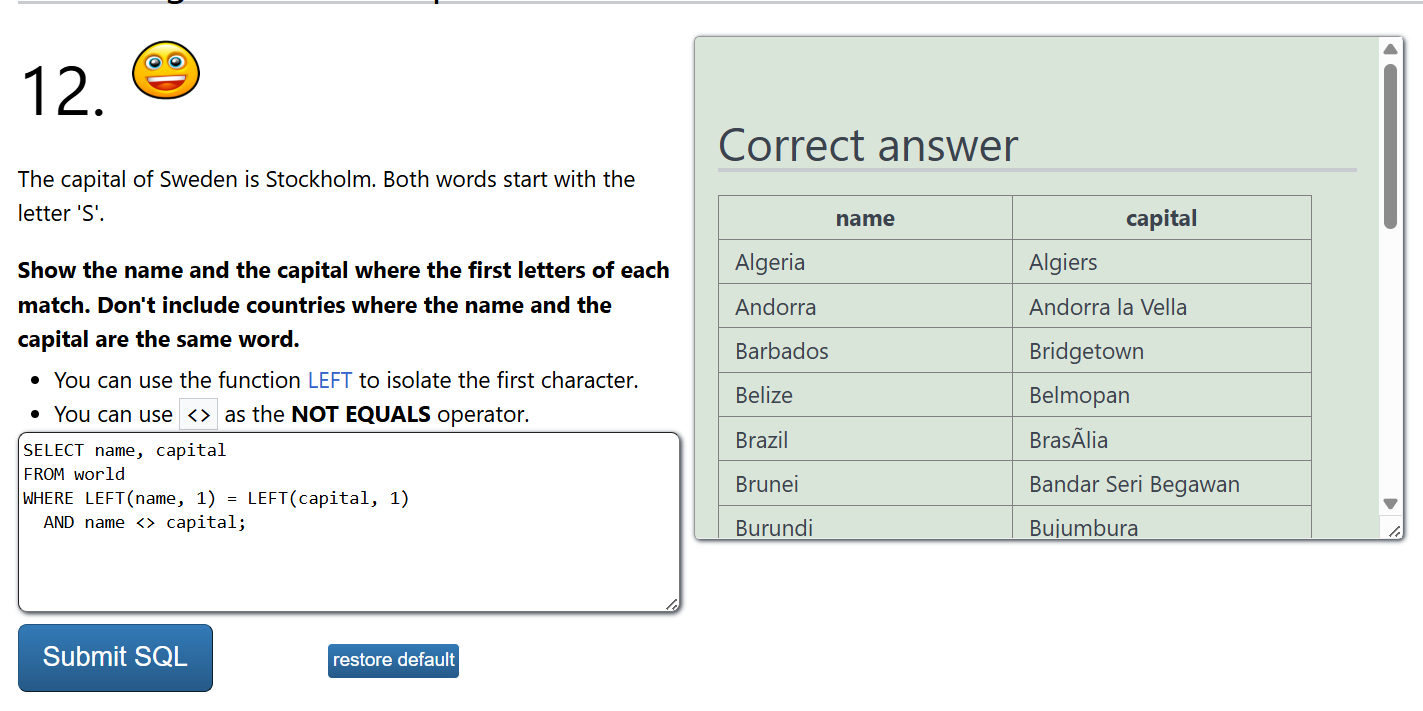 12.
The capital of Sweden is Stockholm. Both words start with the
letter 'S'.
Show the name and the capital where the first letters of each
match. Don't include countries where the name and the
capital are the same word.
• You can use the function LEFT to isolate the first character.
• You can use <> as the NOT EQUALS operator.
SELECT name, capital
FROM world
WHERE LEFT(name, 1) = LEFT(capital, 1)
  AND name <> capital;
Submit SQL
restore default
Correct answer
name capital
Algeria Algiers
Andorra Andorra la Vella
Barbados Bridgetown
Belize Belmopan
Brazil BrasÃlia
Brunei Bandar Seri Begawan
Burundi Bujumbura